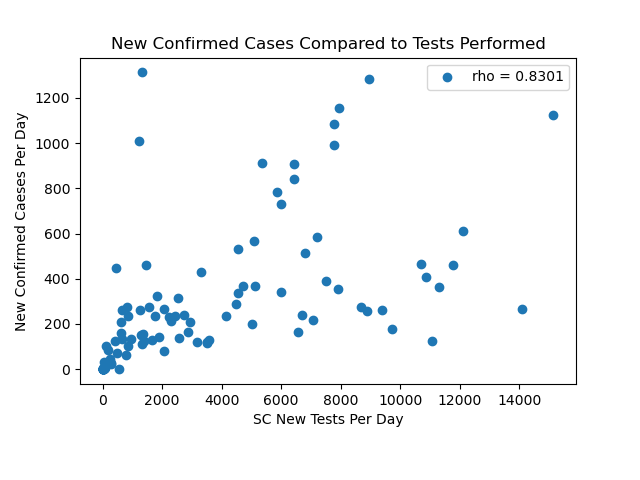 New Confirmed Cases Compared to Tests Performed
rho = 0.8301
New Confirmed Caeses Per Day
1200
1000
800
600
400
200
0
0 2000 4000 6000 8000 10000 12000 14000
SC New Tests Per Day